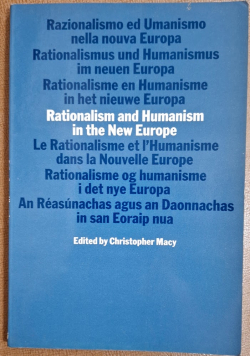 Razionalismo ed Umanismo
nella nouva Europa
Rationalismus und Humanismus
im neuen Europa
Rationalisme en Humanisme
in het nieuwe Europa
Rationalism and Humanism
in the New Europe
Le Rationalisme et l'Humanisme
dans la Nouvelle Europe
Rationalisme og humanisme
i det nye Europa
An Réasúnachas agus an Daonnachas
in san Eoraip nua
Edited by Christopher Macy